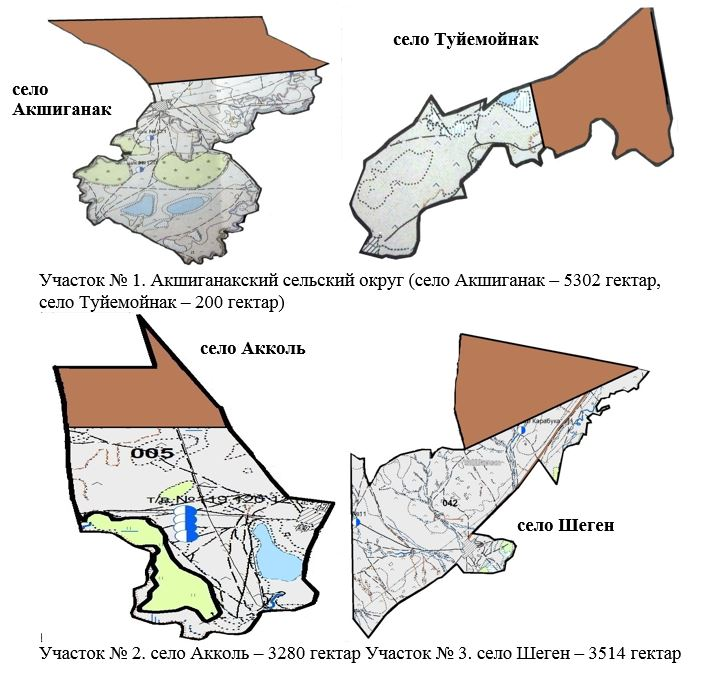 село Туйемойнак
село
Акшиганак
Участок № 1. Акшиганакский сельский округ (село Акшиганак – 5302 гектар,
село Туйемойнак – 200 гектар)
село Акколь
005
042
село Шеген
Участок № 2. село Акколь – 3280 гектар Участок № 3. село Шеген – 3514 гектар